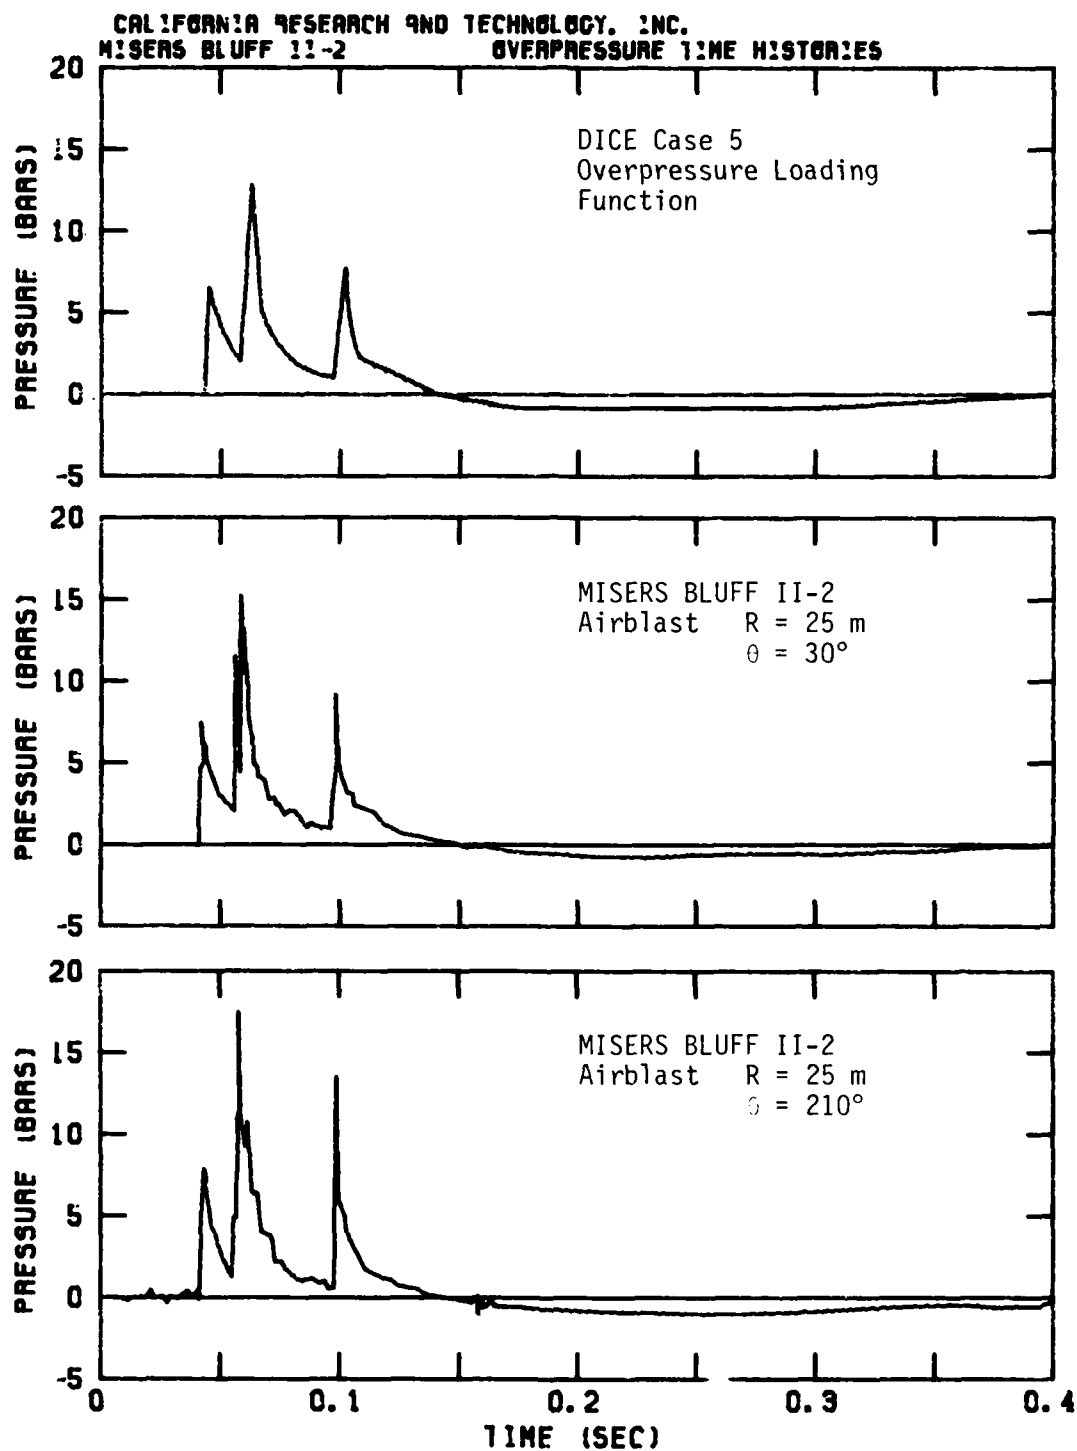 CALIFORNIA RESEARCH AND TECHNOLOGY, INC.
MISERS BLUFF II-2 OVERPRESSURE TIME HISTORIES
20
15
10
5
0
-5
PRESSURE (BARS)
DICE Case 5
Overpressure Loading
Function
20
15
10
5
0
-5
PRESSURE (BARS)
MISERS BLUFF II-2
Airblast R = 25 m
θ = 30°
20
15
10
5
0
-5
PRESSURE (BARS)
MISERS BLUFF II-2
Airblast R = 25 m
θ = 210°
0 0.1 0.2 0.3 0.4
TIME (SEC)